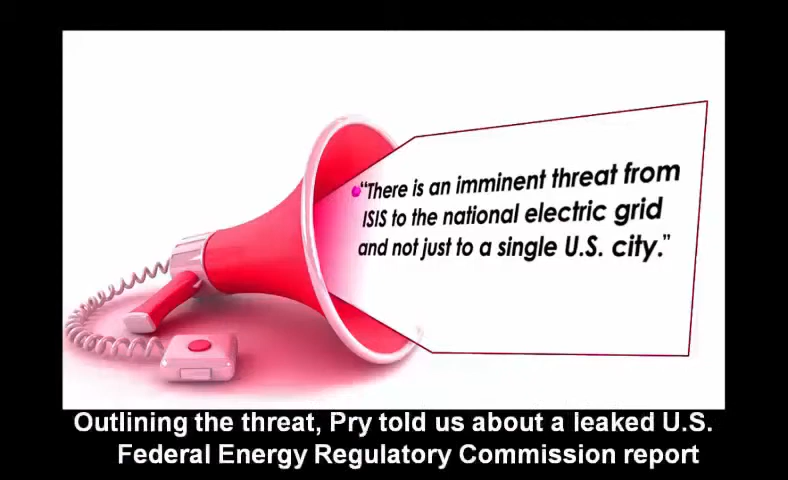 “There is an imminent threat from
ISIS to the national electric grid
and not just to a single U.S. city.”
Outlining the threat, Pry told us about a leaked U.S.
Federal Energy Regulatory Commission report